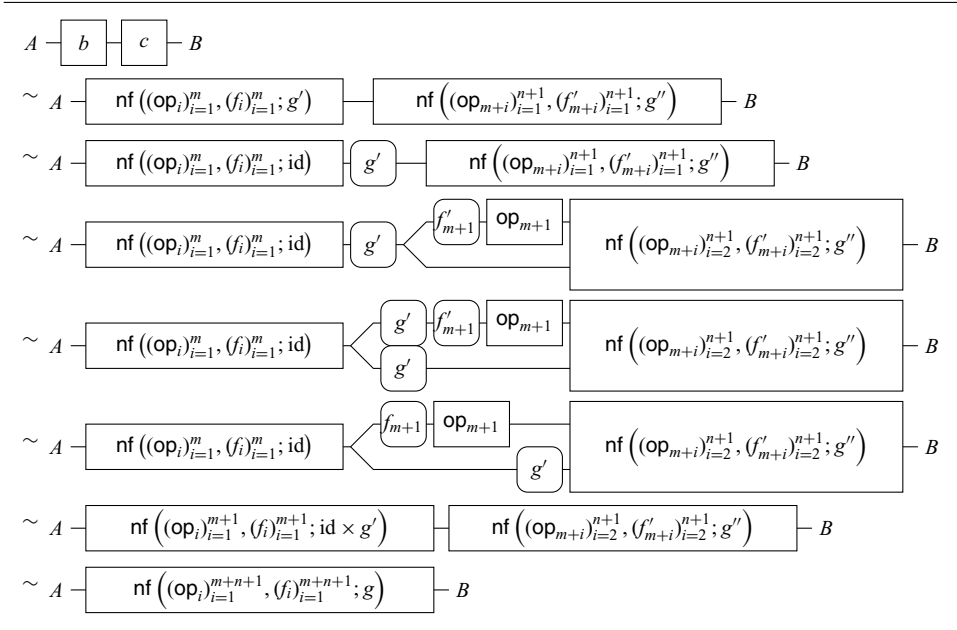 A b c B
~ A nf((op_i)_{i=1}^{m}, (f_i)_{i=1}^{m}; g′) nf((op_{m+i})_{i=1}^{n+1}, (f′_{m+i})_{i=1}^{n+1}; g″) B
~ A nf((op_i)_{i=1}^{m}, (f_i)_{i=1}^{m}; id) g′ nf((op_{m+i})_{i=1}^{n+1}, (f′_{m+i})_{i=1}^{n+1}; g″) B
f′_{m+1} op_{m+1}
~ A nf((op_i)_{i=1}^{m}, (f_i)_{i=1}^{m}; id) g′ nf((op_{m+i})_{i=2}^{n+1}, (f′_{m+i})_{i=2}^{n+1}; g″) B
g′ f′_{m+1} op_{m+1}
~ A nf((op_i)_{i=1}^{m}, (f_i)_{i=1}^{m}; id) nf((op_{m+i})_{i=2}^{n+1}, (f′_{m+i})_{i=2}^{n+1}; g″) B
g′
f_{m+1} op_{m+1}
~ A nf((op_i)_{i=1}^{m}, (f_i)_{i=1}^{m}; id) nf((op_{m+i})_{i=2}^{n+1}, (f′_{m+i})_{i=2}^{n+1}; g″) B
g′
~ A nf((op_i)_{i=1}^{m+1}, (f_i)_{i=1}^{m+1}; id × g′) nf((op_{m+i})_{i=2}^{n+1}, (f′_{m+i})_{i=2}^{n+1}; g″) B
~ A nf((op_i)_{i=1}^{m+n+1}, (f_i)_{i=1}^{m+n+1}; g) B